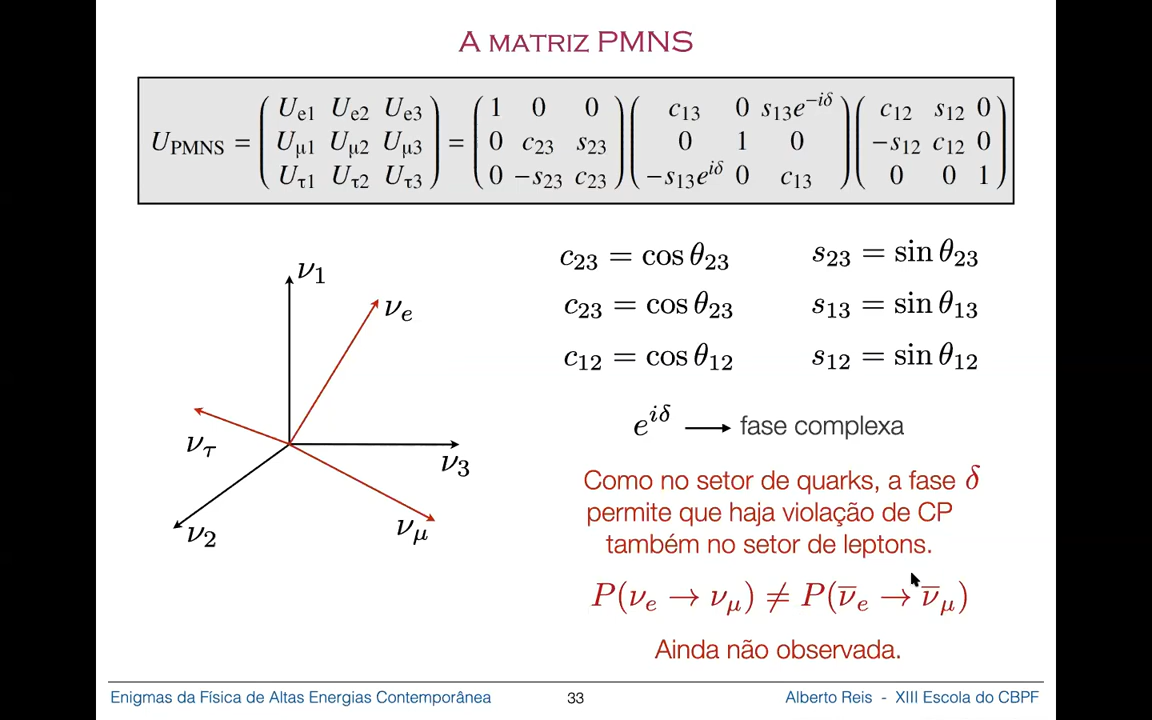 A MATRIZ PMNS
U_PMNS = ( U_e1 U_e2 U_e3 ) = ( 1 0 0 ) ( c_13 0 s_13e^−iδ ) ( c_12 s_12 0 )
( U_μ1 U_μ2 U_μ3 ) ( 0 c_23 s_23 ) ( 0 1 0 ) ( −s_12 c_12 0 )
( U_τ1 U_τ2 U_τ3 ) ( 0 −s_23 c_23 ) ( −s_13e^iδ 0 c_13 ) ( 0 0 1 )
ν_1
ν_e
ν_τ
ν_3
ν_2
ν_μ
c_23 = cos θ_23 s_23 = sin θ_23
c_23 = cos θ_23 s_13 = sin θ_13
c_12 = cos θ_12 s_12 = sin θ_12
e^iδ → fase complexa
Como no setor de quarks, a fase δ
permite que haja violação de CP
também no setor de leptons.
P(ν_e → ν_μ) ≠ P(ν̅_e → ν̅_μ)
Ainda não observada.
Enigmas da Física de Altas Energias Contemporânea 33 Alberto Reis - XIII Escola do CBPF